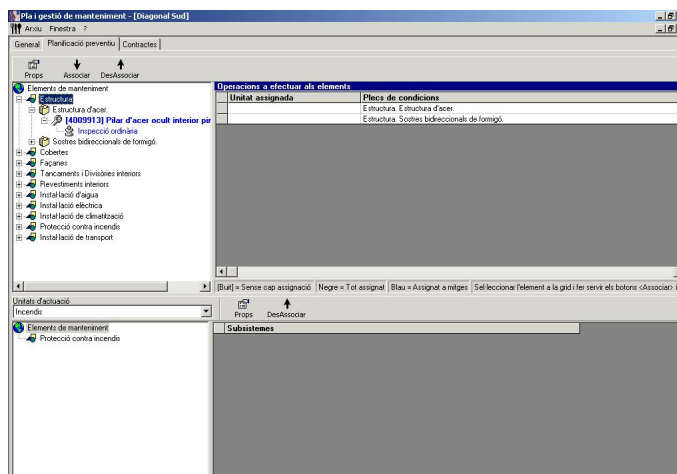 Pla i gestió de manteniment - [Diagonal Sud]
Arxiu Finestra ?
General Planificació preventiu Contractes
Props Associar DesAssociar
Elements de manteniment
Estructura
Estructura d'acer.
[4009913] Pilar d'acer ocult interior pir
Inspecció ordinària
Sostres bidireccionals de formigó.
Cobertes
Façanes
Tancaments i Divisòries interiors
Revestiments interiors
Instal·lació d'aigua
Instal·lació elèctrica
Instal·lació de climatització
Protecció contra incendis
Instal·lació de transport
Operacions a efectuar als elements
Unitat assignada Plecs de condicions
Estructura. Estructura d'acer.
Estructura. Sostres bidireccionals de formigó.
[Buit] = Sense cap assignació Negre = Tot assignat Blau = Assignat a mitges Sel·leccionar l'element a la grid i fer servir els botons <Associar> i
Unitats d'actuació
Incendis
Props DesAssociar
Elements de manteniment
Protecció contra incendis
Subsistemes